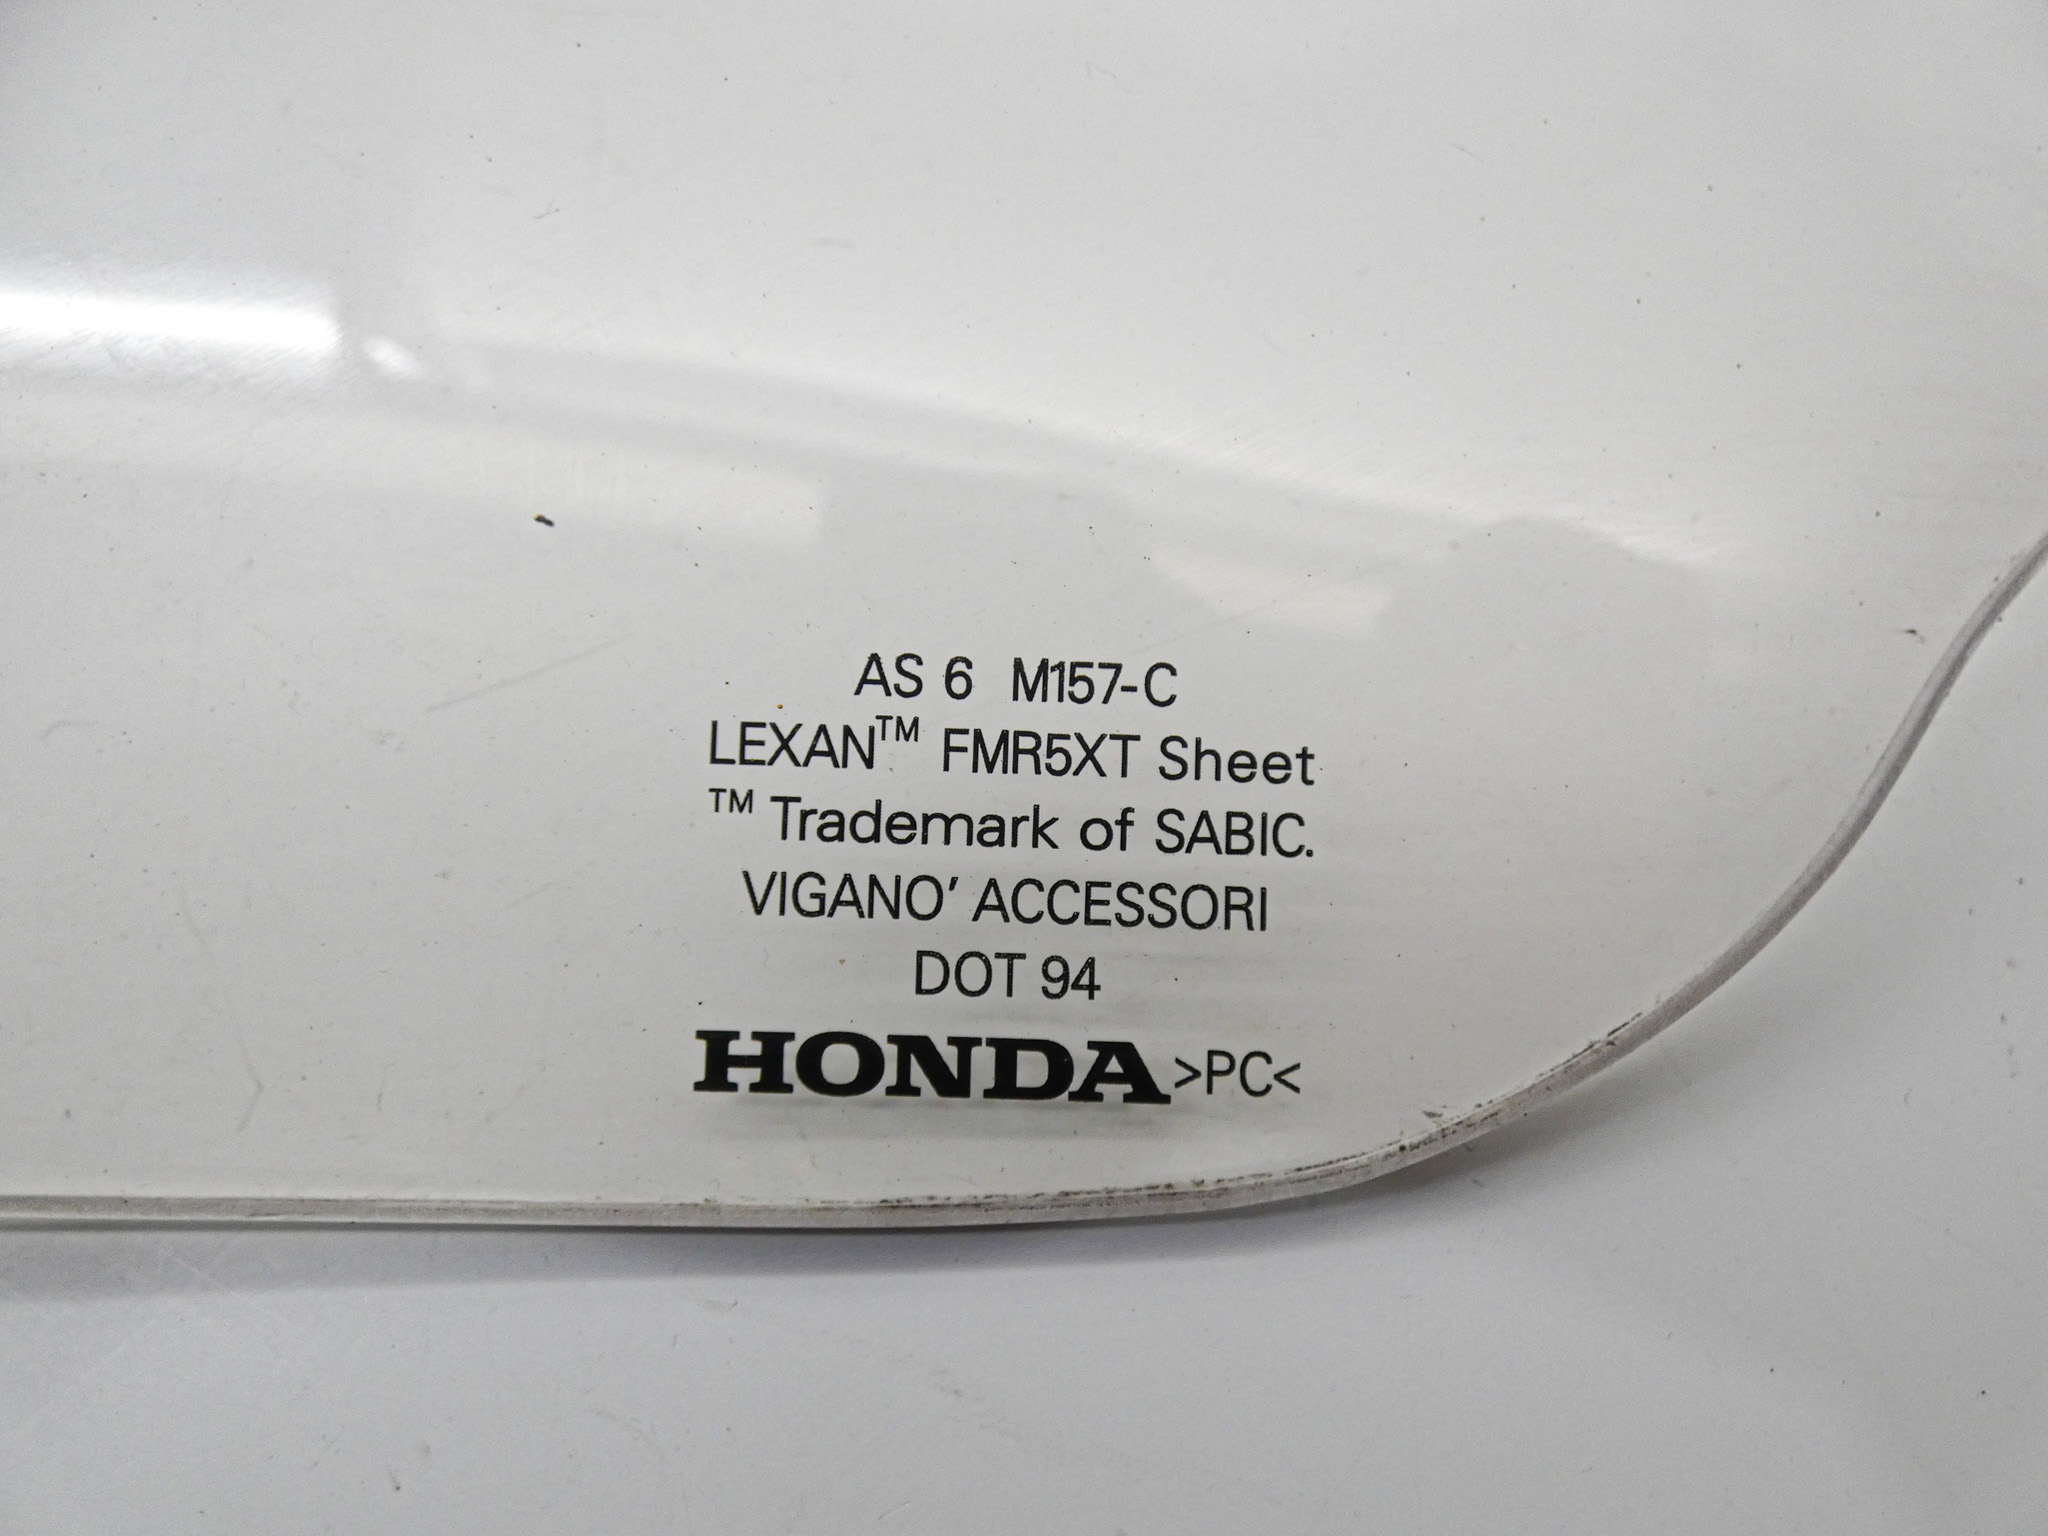 AS 6 M157-C
LEXAN™ FMR5XT Sheet
™ Trademark of SABIC.
VIGANO' ACCESSORI
DOT 94
HONDA >PC<